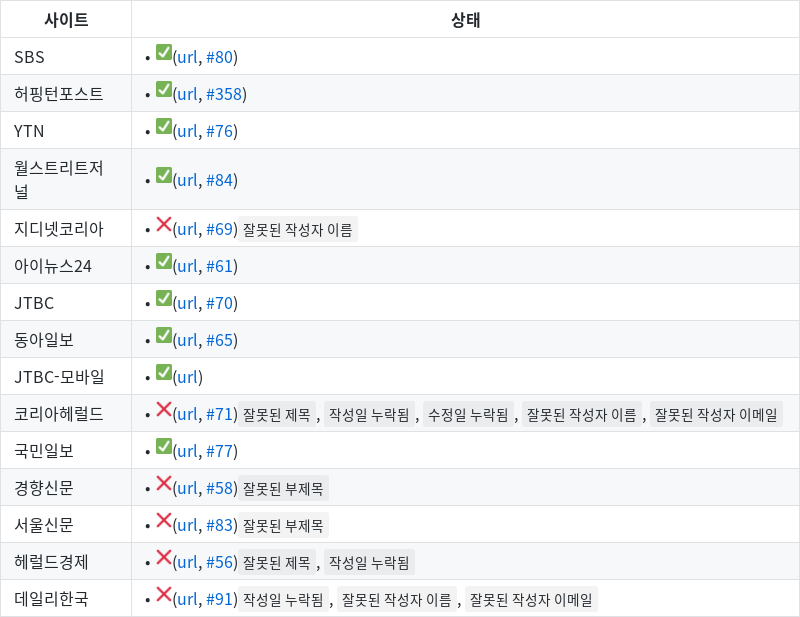 사이트 상태
SBS • ✅(url, #80)
허핑턴포스트 • ✅(url, #358)
YTN • ✅(url, #76)
월스트리트저
널 • ✅(url, #84)
지디넷코리아 • ❌(url, #69) 잘못된 작성자 이름
아이뉴스24 • ✅(url, #61)
JTBC • ✅(url, #70)
동아일보 • ✅(url, #65)
JTBC-모바일 • ✅(url)
코리아헤럴드 • ❌(url, #71) 잘못된 제목 , 작성일 누락됨 , 수정일 누락됨 , 잘못된 작성자 이름 , 잘못된 작성자 이메일
국민일보 • ✅(url, #77)
경향신문 • ❌(url, #58) 잘못된 부제목
서울신문 • ❌(url, #83) 잘못된 부제목
헤럴드경제 • ❌(url, #56) 잘못된 제목 , 작성일 누락됨
데일리한국 • ❌(url, #91) 작성일 누락됨 , 잘못된 작성자 이름 , 잘못된 작성자 이메일